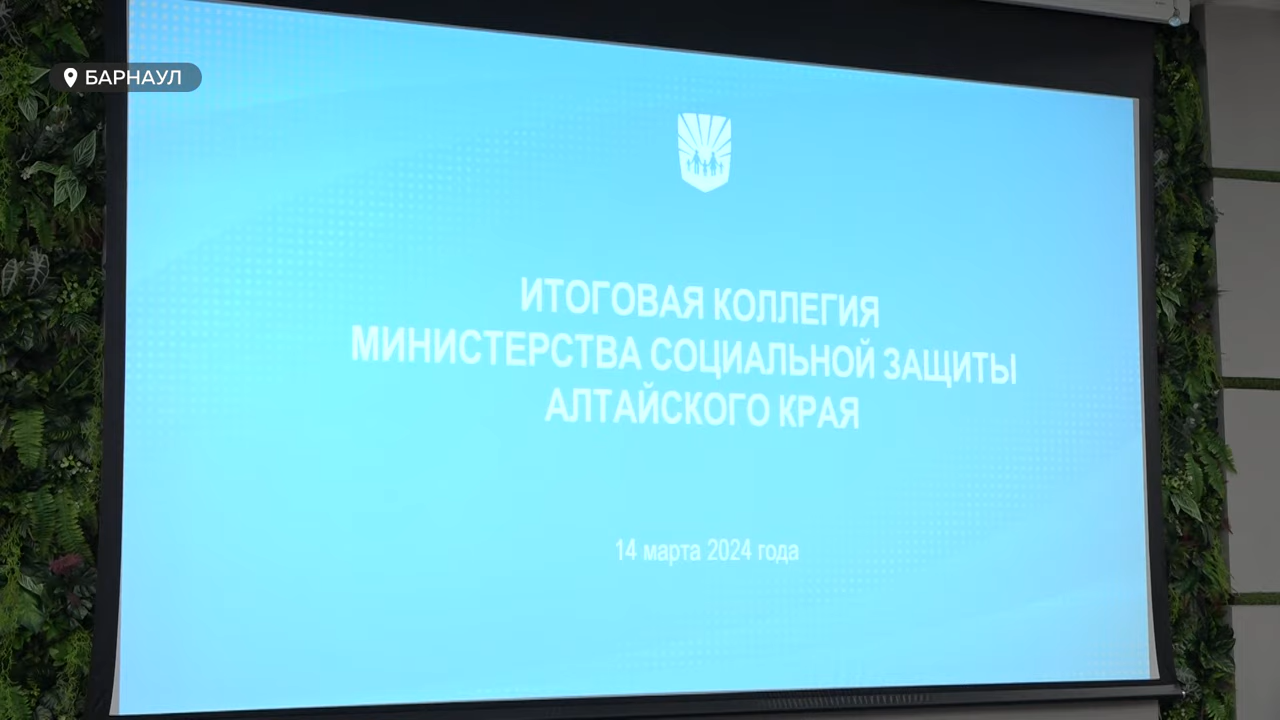 БАРНАУЛ
ИТОГОВАЯ КОЛЛЕГИЯ
МИНИСТЕРСТВА СОЦИАЛЬНОЙ ЗАЩИТЫ
АЛТАЙСКОГО КРАЯ
14 марта 2024 года